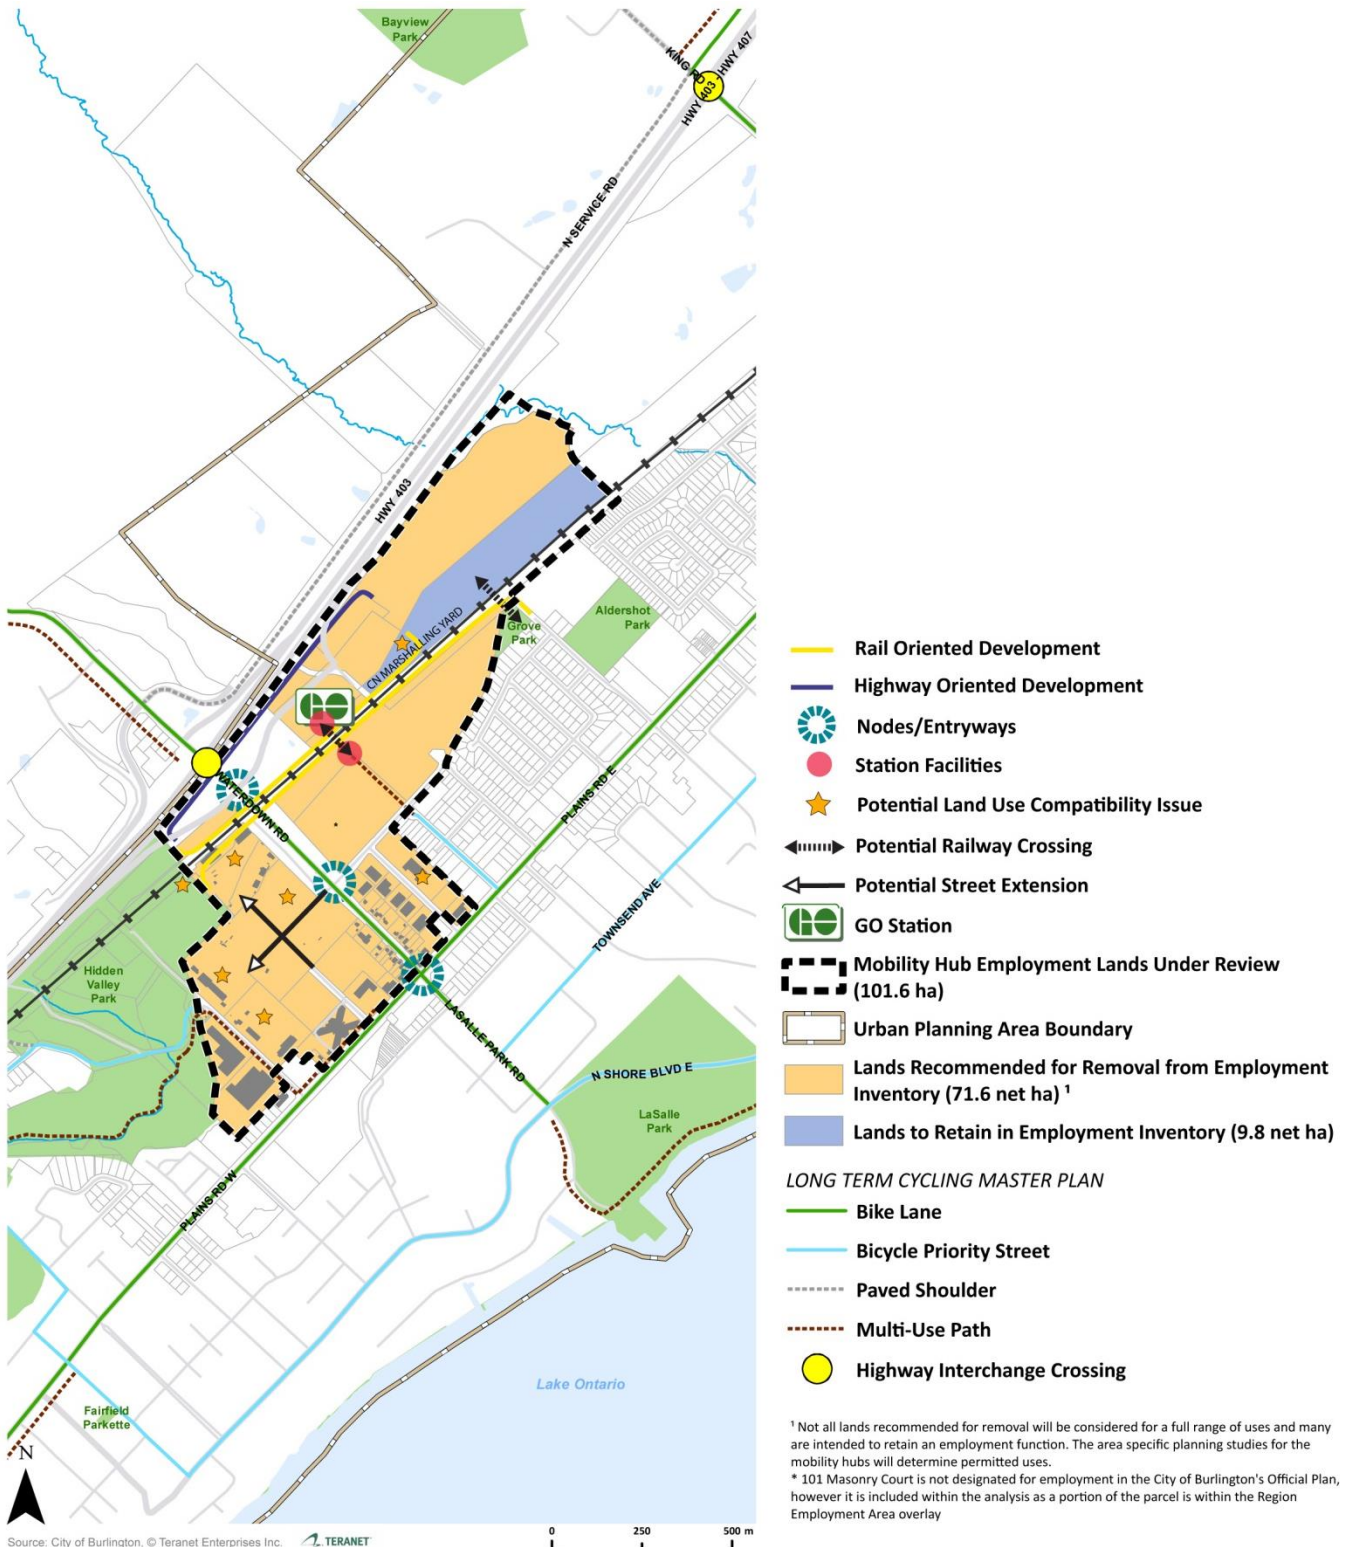 Bayview
Park
KING RD
HWY 403 - HWY 407
N SERVICE RD
HWY 403
CN MARSHALLING YARD
Grove
Park
Aldershot
Park
GO
WATERDOWN RD
PLAINS RD E
TOWNSEND AVE
Hidden
Valley
Park
LASALLE PARK RD
N SHORE BLVD E
LaSalle
Park
PLAINS RD W
Lake Ontario
Fairfield
Parkette
N
Source: City of Burlington, © Teranet Enterprises Inc.
TERANET
0 250 500 m
Rail Oriented Development
Highway Oriented Development
Nodes/Entryways
Station Facilities
Potential Land Use Compatibility Issue
Potential Railway Crossing
Potential Street Extension
GO
GO Station
Mobility Hub Employment Lands Under Review
(101.6 ha)
Urban Planning Area Boundary
Lands Recommended for Removal from Employment
Inventory (71.6 net ha) ¹
Lands to Retain in Employment Inventory (9.8 net ha)
LONG TERM CYCLING MASTER PLAN
Bike Lane
Bicycle Priority Street
Paved Shoulder
Multi-Use Path
Highway Interchange Crossing
¹ Not all lands recommended for removal will be considered for a full range of uses and many
are intended to retain an employment function. The area specific planning studies for the
mobility hubs will determine permitted uses.
* 101 Masonry Court is not designated for employment in the City of Burlington's Official Plan,
however it is included within the analysis as a portion of the parcel is within the Region
Employment Area overlay